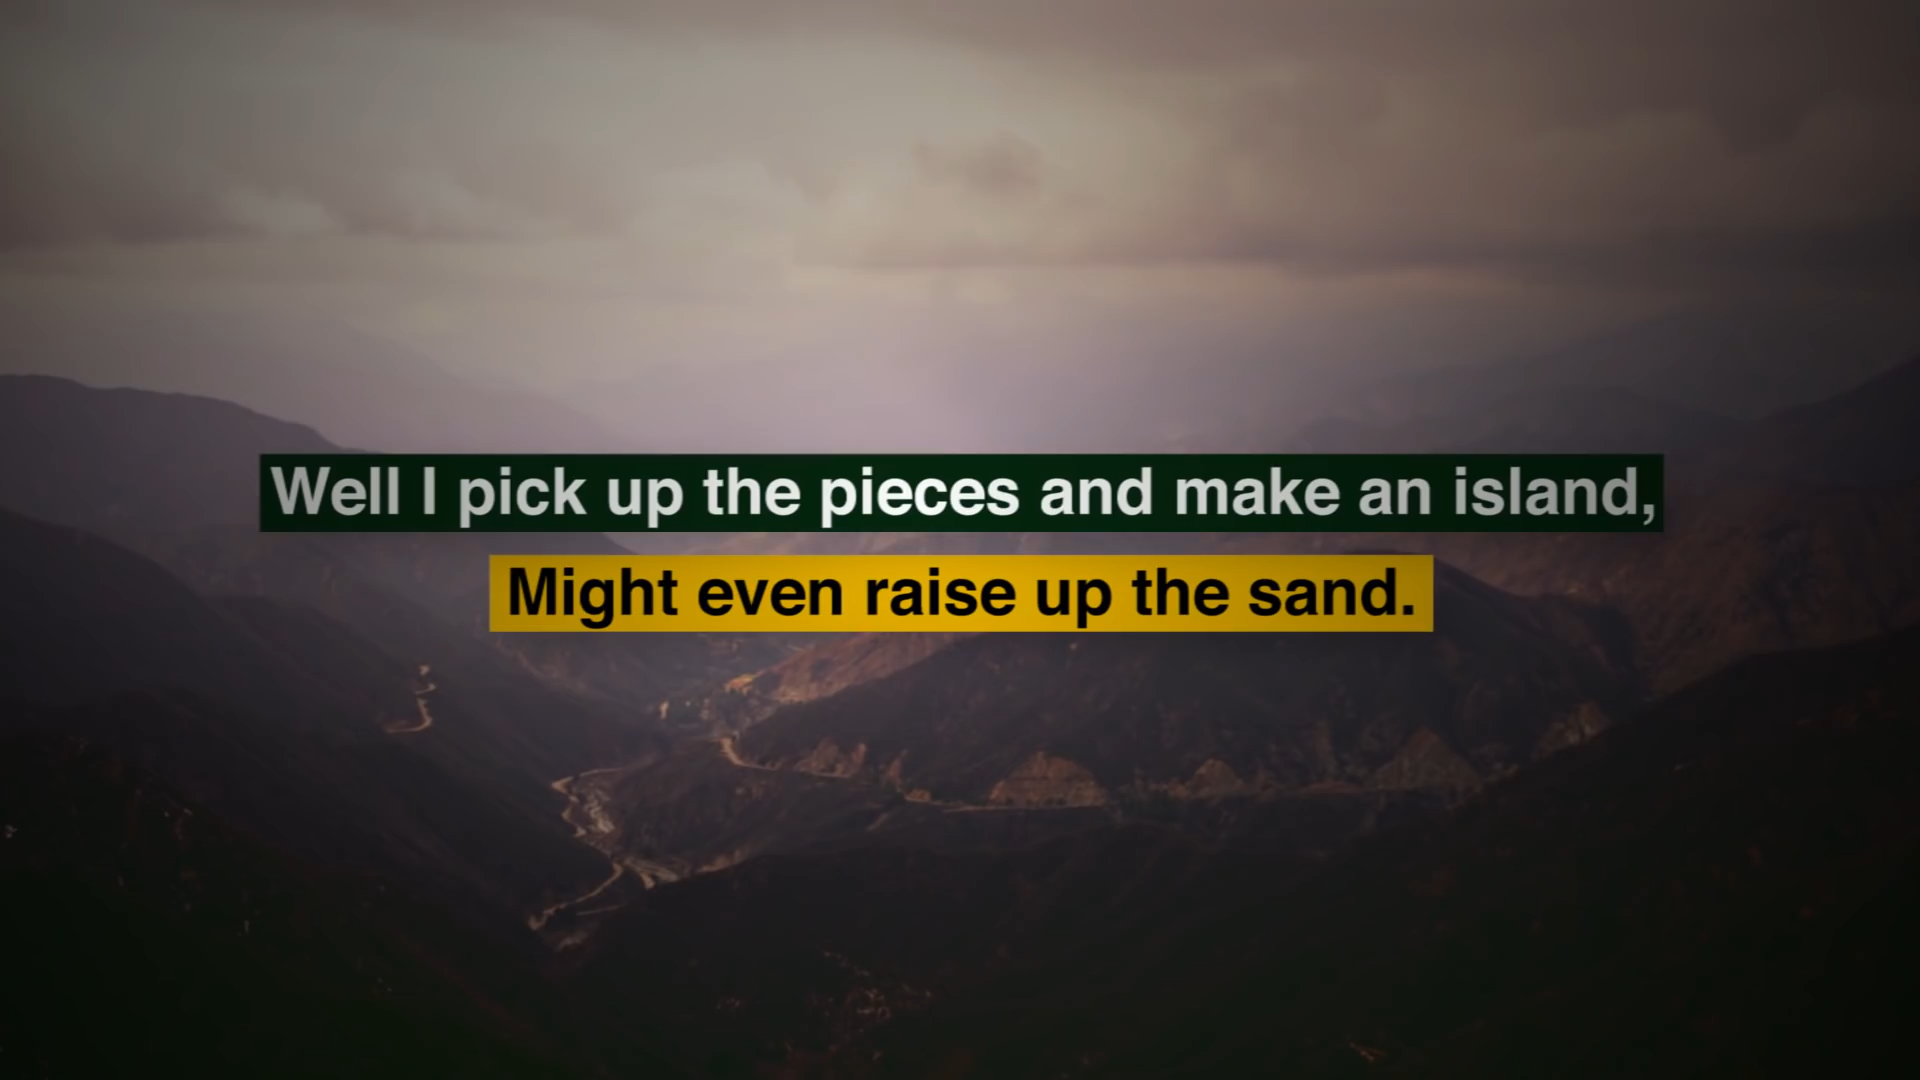 Well I pick up the pieces and make an island,
Might even raise up the sand.